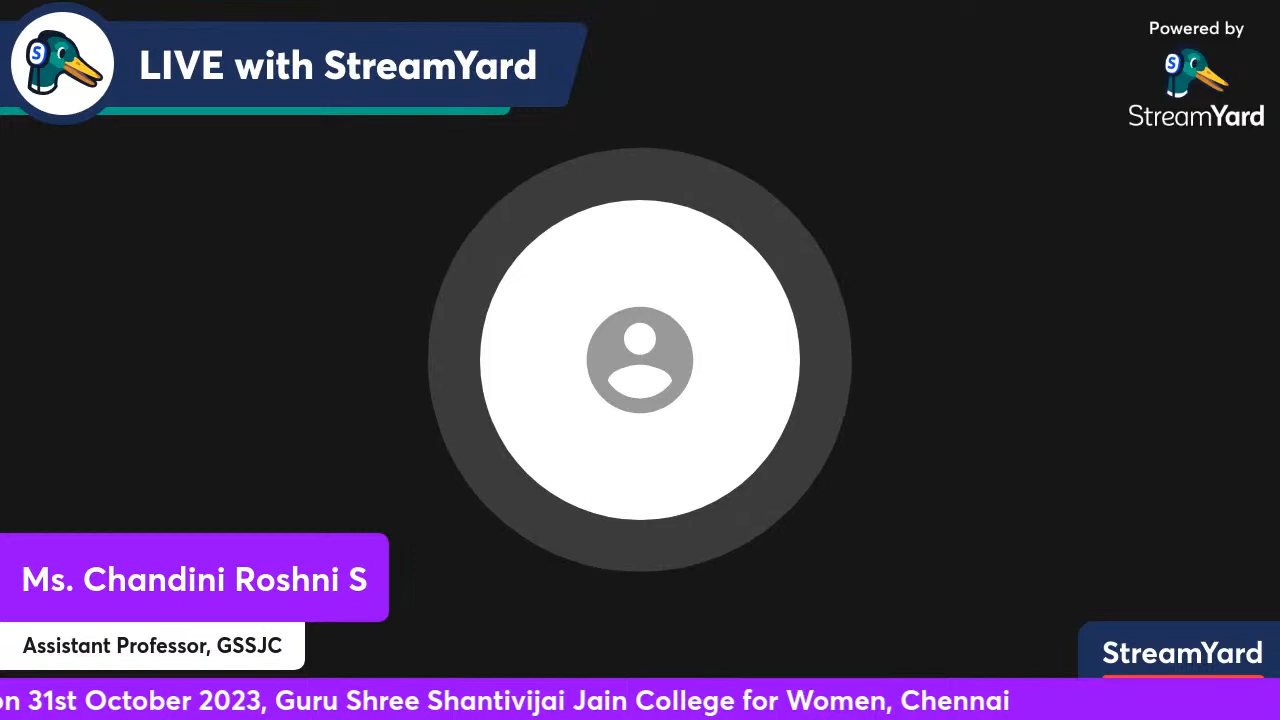 LIVE with StreamYard
Powered by
StreamYard
Ms. Chandini Roshni S
Assistant Professor, GSSJC
StreamYard
on 31st October 2023, Guru Shree Shantivijai Jain College for Women, Chennai